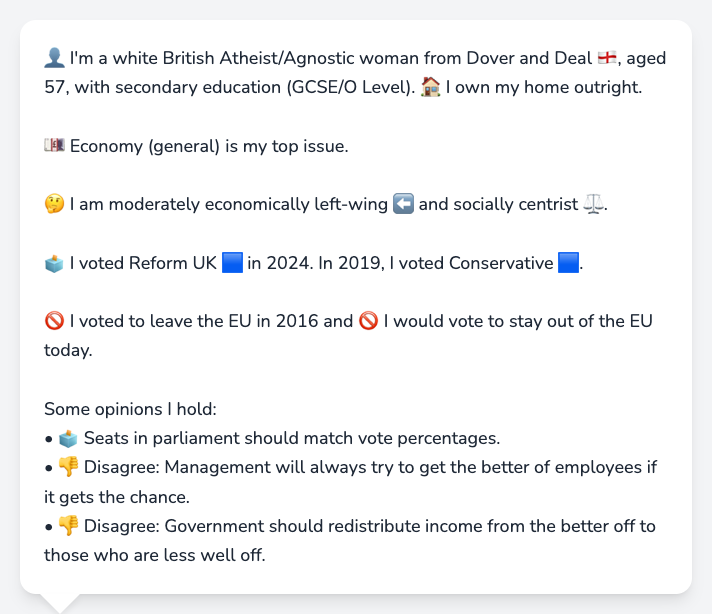 👤 I'm a white British Atheist/Agnostic woman from Dover and Deal 🏴󠁧󠁢󠁥󠁮󠁧󠁿, aged
57, with secondary education (GCSE/O Level). 🏠 I own my home outright.
💷 Economy (general) is my top issue.
🤔 I am moderately economically left-wing ⬅️ and socially centrist ⚖️.
🗳️ I voted Reform UK 🟦 in 2024. In 2019, I voted Conservative 🟦.
🚫 I voted to leave the EU in 2016 and 🚫 I would vote to stay out of the EU
today.
Some opinions I hold:
• 🗳️ Seats in parliament should match vote percentages.
• 👎 Disagree: Management will always try to get the better of employees if
it gets the chance.
• 👎 Disagree: Government should redistribute income from the better off to
those who are less well off.